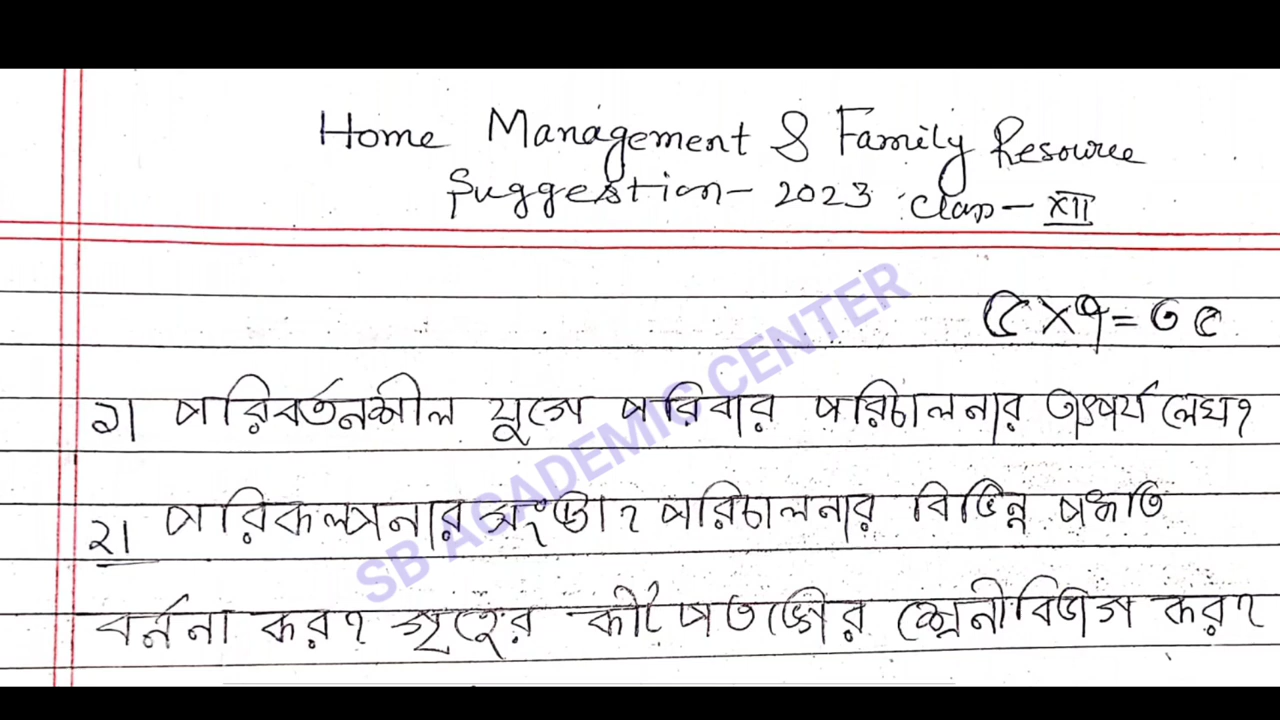 Home Management & Family Resource
Suggestion- 2023 Class- XII
৫×৭=৩৫
১। পরিবর্তনশীল যুগে পরিবার পরিচালনার তাৎপর্য লেখ?
২। পরিকল্পনার সংজ্ঞা? পরিচালনার বিভিন্ন পদ্ধতি
বর্ননা কর? গৃহের শ্রেনীবিভাগ কর?
SB ACADEMIC CENTER